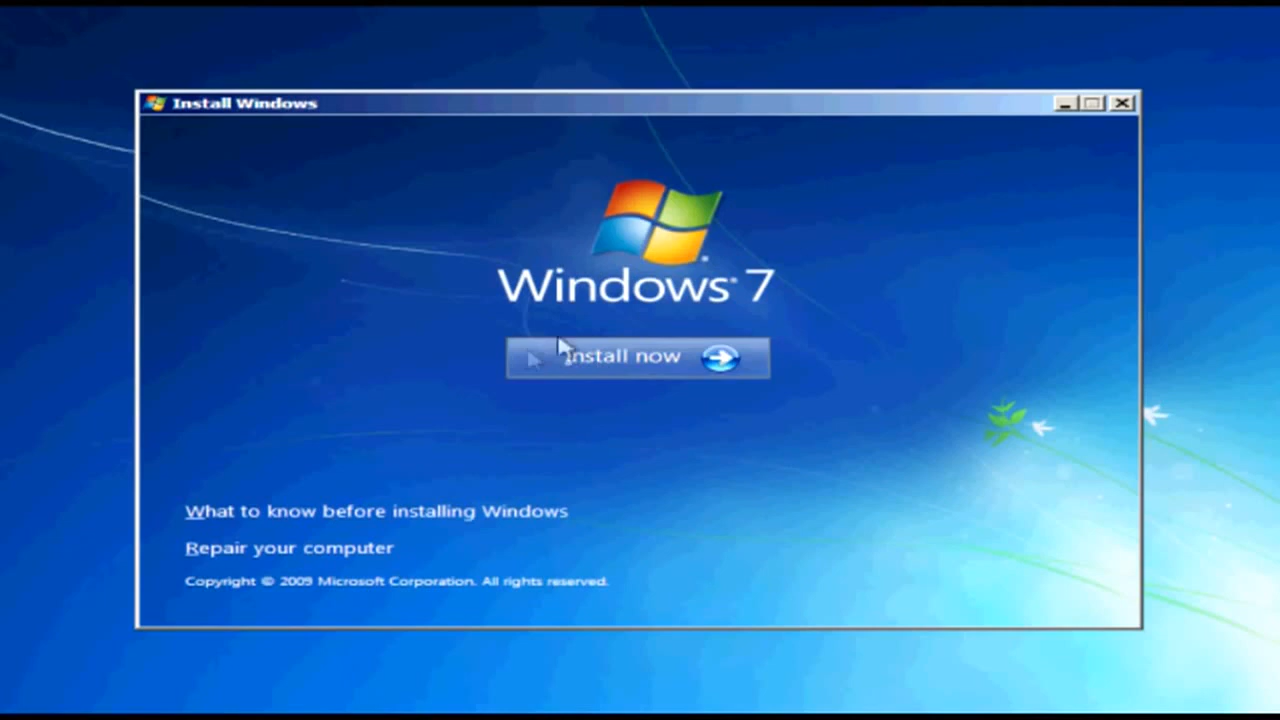 Install Windows
Windows® 7
Install now
What to know before installing Windows
Repair your computer
Copyright © 2009 Microsoft Corporation. All rights reserved.